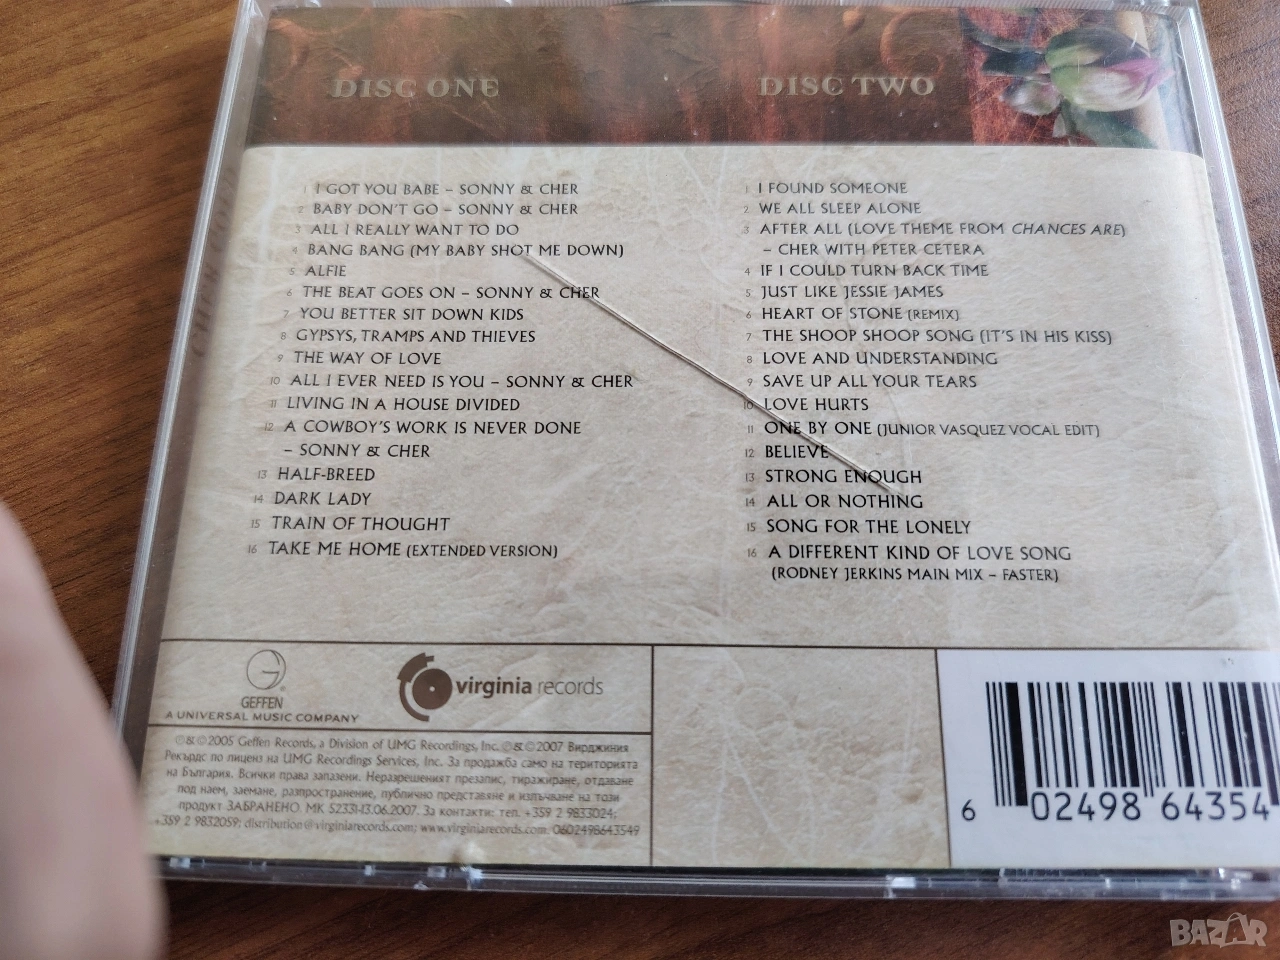 DISC ONE
1 I GOT YOU BABE – SONNY & CHER
2 BABY DON'T GO – SONNY & CHER
3 ALL I REALLY WANT TO DO
4 BANG BANG (MY BABY SHOT ME DOWN)
5 ALFIE
6 THE BEAT GOES ON – SONNY & CHER
7 YOU BETTER SIT DOWN KIDS
8 GYPSYS, TRAMPS AND THIEVES
9 THE WAY OF LOVE
10 ALL I EVER NEED IS YOU – SONNY & CHER
11 LIVING IN A HOUSE DIVIDED
12 A COWBOY'S WORK IS NEVER DONE
– SONNY & CHER
13 HALF-BREED
14 DARK LADY
15 TRAIN OF THOUGHT
16 TAKE ME HOME (EXTENDED VERSION)
DISC TWO
1 I FOUND SOMEONE
2 WE ALL SLEEP ALONE
3 AFTER ALL (LOVE THEME FROM CHANCES ARE)
– CHER WITH PETER CETERA
4 IF I COULD TURN BACK TIME
5 JUST LIKE JESSIE JAMES
6 HEART OF STONE (REMIX)
7 THE SHOOP SHOOP SONG (IT'S IN HIS KISS)
8 LOVE AND UNDERSTANDING
9 SAVE UP ALL YOUR TEARS
10 LOVE HURTS
11 ONE BY ONE (JUNIOR VASQUEZ VOCAL EDIT)
12 BELIEVE
13 STRONG ENOUGH
14 ALL OR NOTHING
15 SONG FOR THE LONELY
16 A DIFFERENT KIND OF LOVE SONG
(RODNEY JERKINS MAIN MIX – FASTER)
GEFFEN
A UNIVERSAL MUSIC COMPANY
virginia records
℗&©2005 Geffen Records, a Division of UMG Recordings, Inc. ℗&©2007 Вирджиния
Рекърдс по лиценз на UMG Recordings Services, Inc. За продажба само на територията
на България. Всички права запазени. Неразрешеният презапис, тиражиране, отдаване
под наем, заемане, разпространение, публично представяне и излъчване на този
продукт ЗАБРАНЕНО. МК 52331-13.06.2007. За контакти: тел. +359 2 9833024;
+359 2 9832059; distribution@virginiarecords.com; www.virginiarecords.com. 0602498643549
6 02498 64354
BAZAR